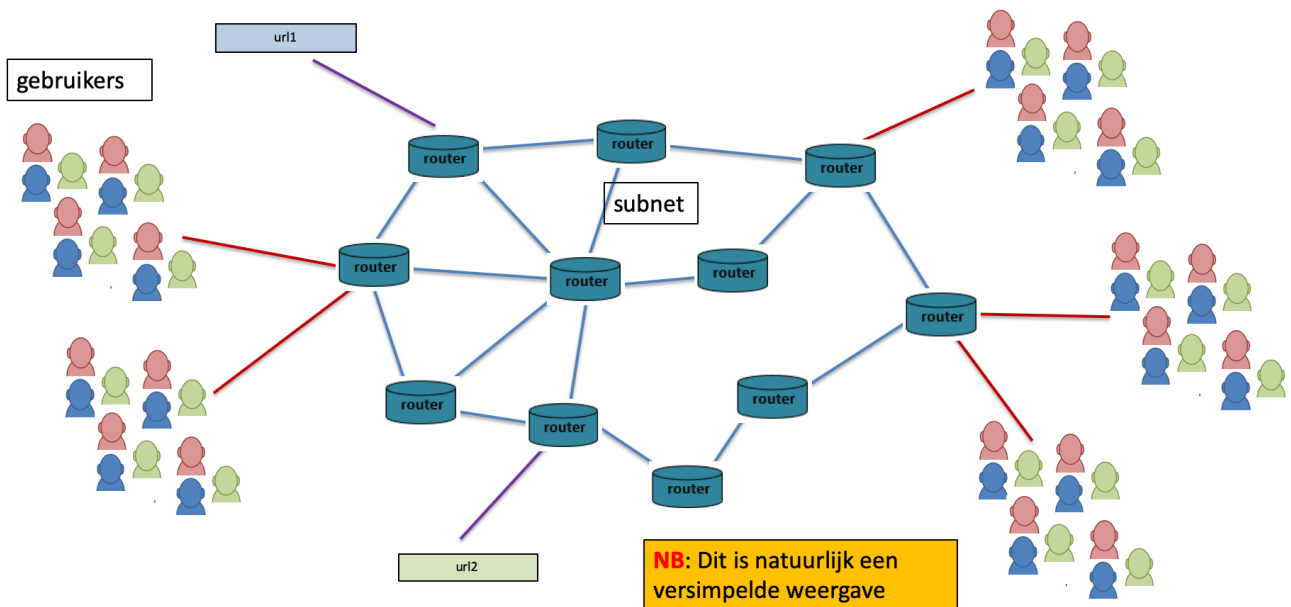 url1
gebruikers
router
router
router
subnet
router
router
router
router
router
router
router
router
url2
NB: Dit is natuurlijk een
versimpelde weergave